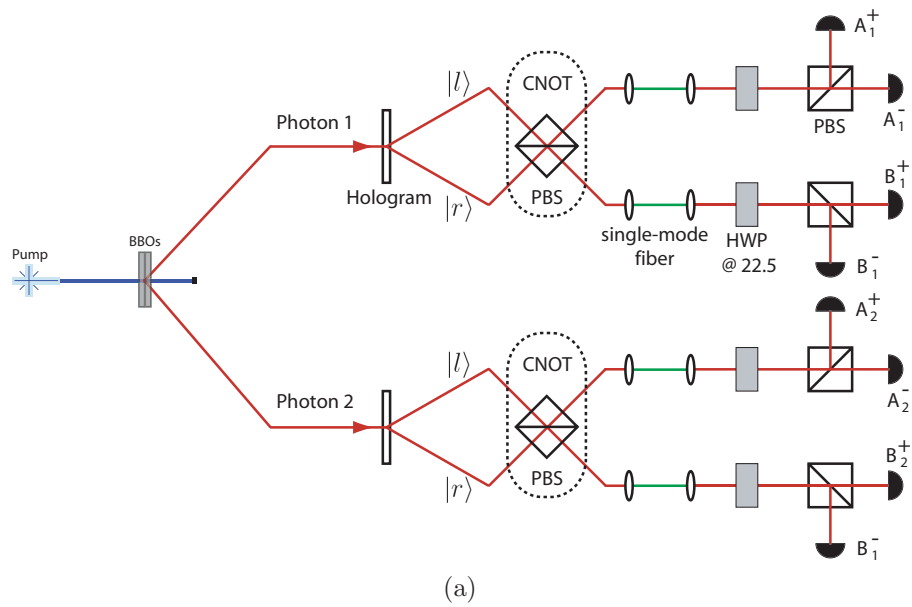 A₁⁺
|l⟩
CNOT
Photon 1
PBS
A₁⁻
B₁⁺
Hologram
PBS
|r⟩
single-mode
fiber
HWP
@ 22.5
BBOs
Pump
B₁⁻
A₂⁺
|l⟩
CNOT
Photon 2
A₂⁻
B₂⁺
PBS
|r⟩
B₁⁻
(a)